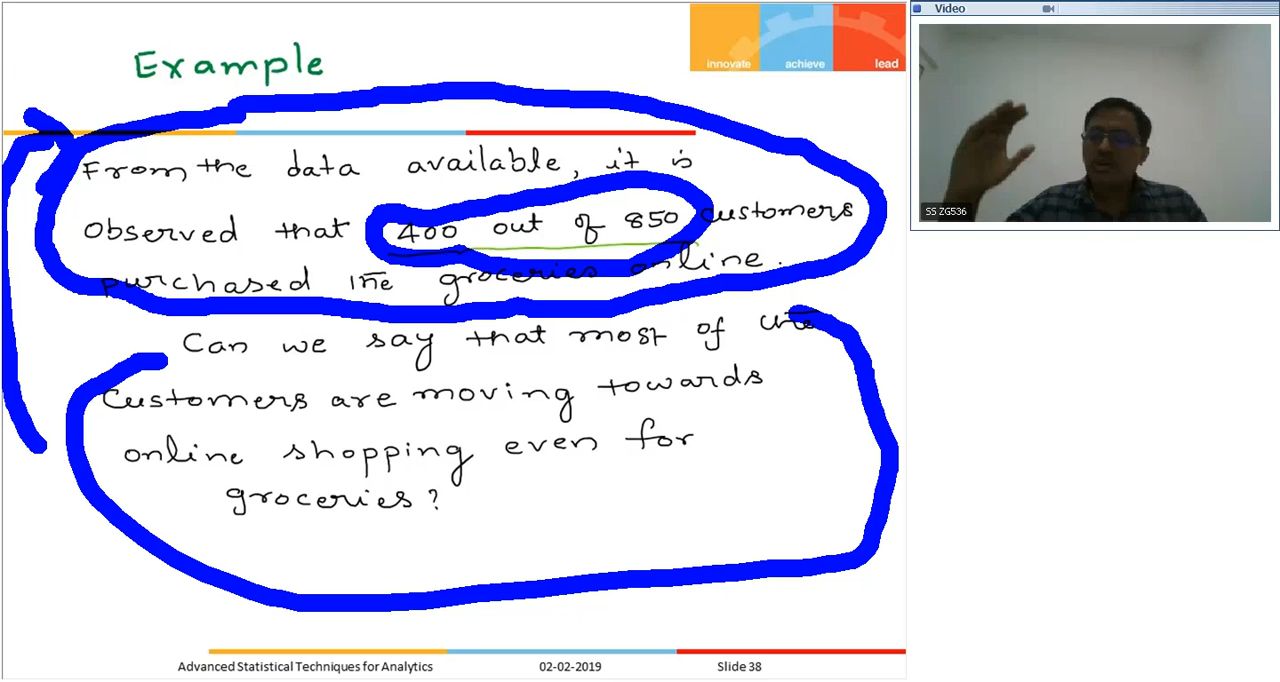 Example
innovate achieve lead
From the data available, it is
observed that 400 out of 850 customers
purchased the groceries online.
Can we say that most of the
customers are moving towards
online shopping even for
groceries?
Advanced Statistical Techniques for Analytics 02-02-2019 Slide 38
Video
SS ZG536